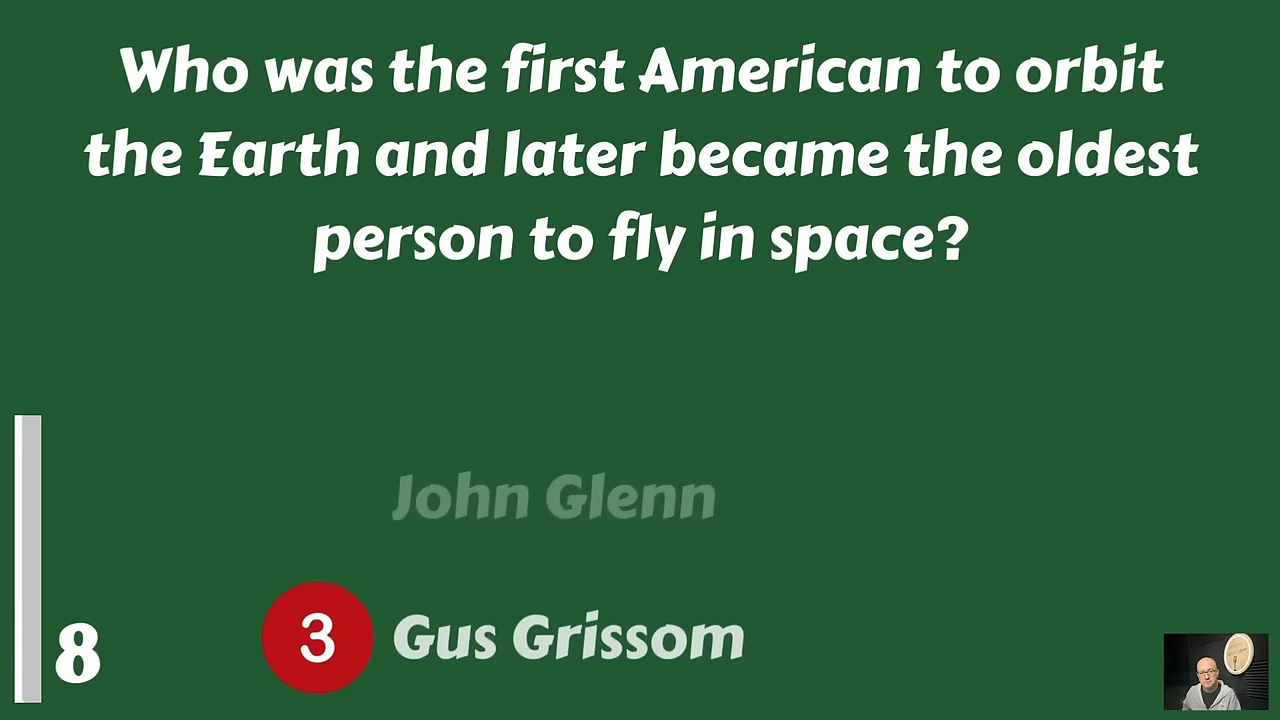 Who was the first American to orbit
the Earth and later became the oldest
person to fly in space?
John Glenn
3 Gus Grissom
8